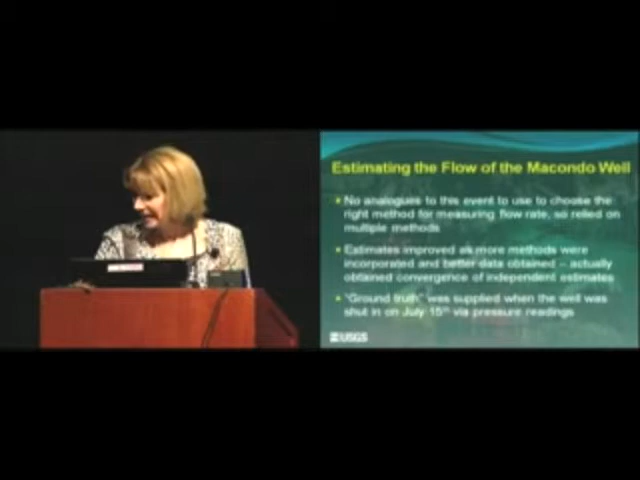 Estimating the Flow of the Macondo Well
No analogues to this event to use to choose the
right method for measuring flow rate, so relied on
multiple methods
Estimates improved as more methods were
incorporated and better data obtained – actually
obtained convergence of independent estimates
"Ground truth" was supplied when the well was
shut in on July 15th via pressure readings
USGS